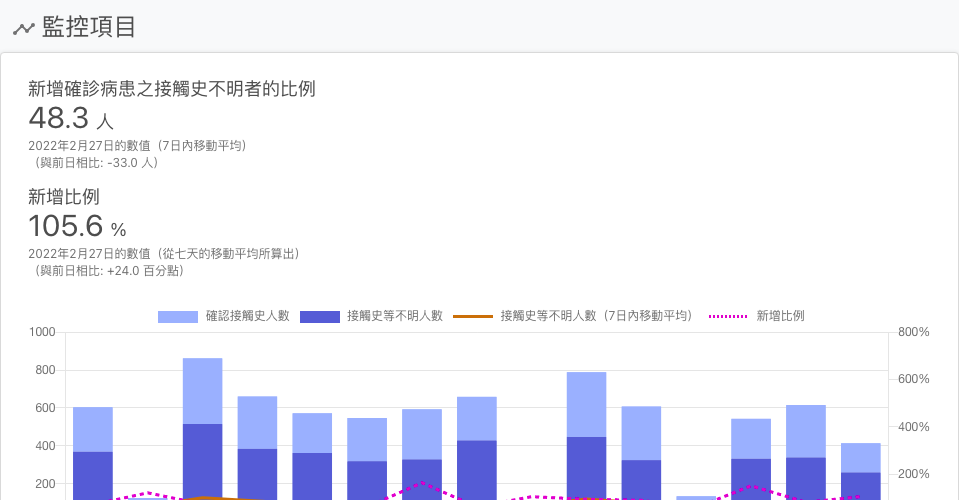 監控項目
新增確診病患之接觸史不明者的比例
48.3 人
2022年2月27日的數值（7日內移動平均）
（與前日相比: -33.0 人）
新增比例
105.6 %
2022年2月27日的數值（從七天的移動平均所算出）
（與前日相比: +24.0 百分點）
確認接觸史人數 接觸史等不明人數 接觸史等不明人數（7日內移動平均） 新增比例
1000 800%
800
600%
600
400 400%
200 200%